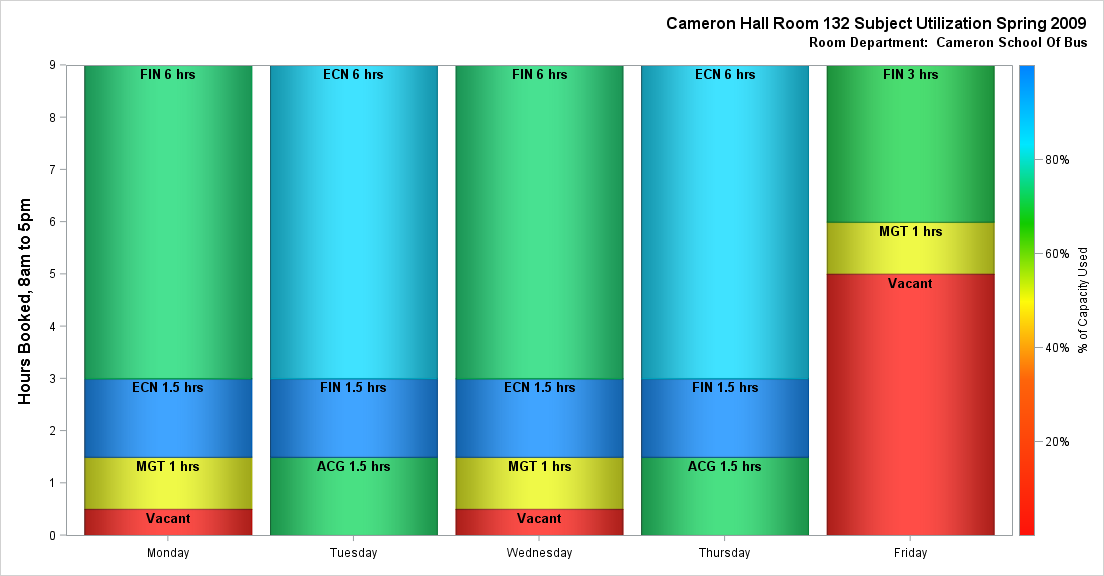 Cameron Hall Room 132 Subject Utilization Spring 2009
Room Department:  Cameron School Of Bus
Hours Booked, 8am to 5pm
9
8
7
6
5
4
3
2
1
0
FIN 6 hrs
ECN 1.5 hrs
MGT 1 hrs
Vacant
Monday
ECN 6 hrs
FIN 1.5 hrs
ACG 1.5 hrs
Tuesday
FIN 6 hrs
ECN 1.5 hrs
MGT 1 hrs
Vacant
Wednesday
ECN 6 hrs
FIN 1.5 hrs
ACG 1.5 hrs
Thursday
FIN 3 hrs
MGT 1 hrs
Vacant
Friday
80%
60%
40%
20%
% of Capacity Used